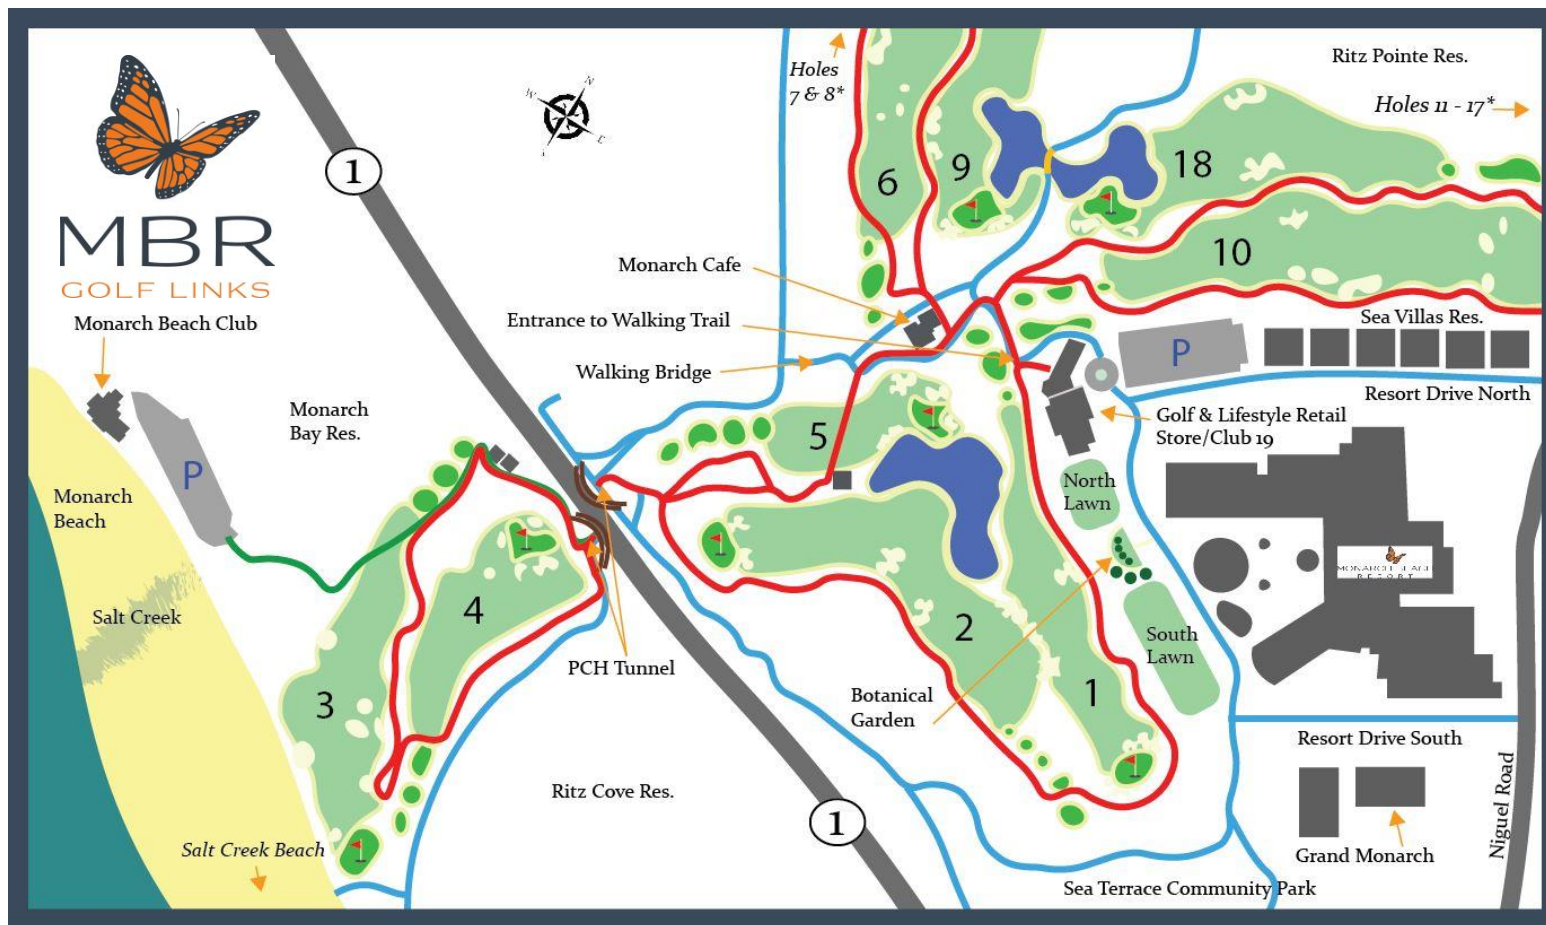 MBR
GOLF LINKS
Monarch Beach Club
1
N
W
E
Holes
7 & 8*
Ritz Pointe Res.
Holes 11 - 17*
6
9
18
10
Monarch Cafe
Entrance to Walking Trail
Walking Bridge
Sea Villas Res.
P
Resort Drive North
Golf & Lifestyle Retail
Store/Club 19
Monarch
Bay Res.
P
Monarch
Beach
5
North
Lawn
MONARCH BEACH
RESORT
Salt Creek
4
2
South
Lawn
PCH Tunnel
3
1
Botanical
Garden
Resort Drive South
Ritz Cove Res.
1
Niguel Road
Salt Creek Beach
Grand Monarch
Sea Terrace Community Park